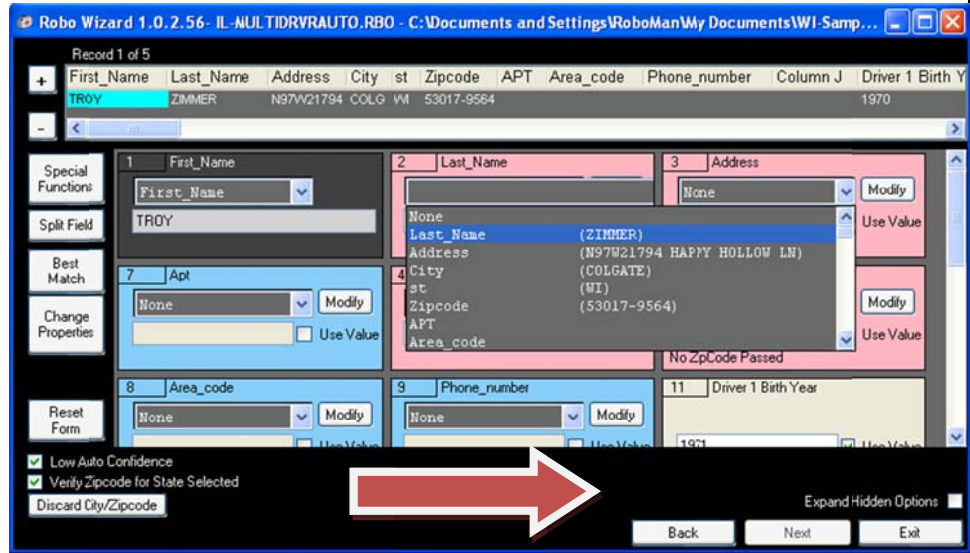 Robo Wizard 1.0.2.56- IL-MULTIDRVRAUTO.RBO - C:\Documents and Settings\RoboMan\My Documents\WI-Samp...
Record 1 of 5
+ First_Name Last_Name Address City st Zipcode APT Area_code Phone_number Column J Driver 1 Birth Y
TROY ZIMMER N97W21794 COLG WI 53017-9564 1970
-
Special Functions
Split Field
Best Match
Change Properties
Reset Form
1 First_Name
First_Name
TROY
2 Last_Name
3 Address
None Modify
Use Value
None
Last_Name (ZIMMER)
Address (N97W21794 HAPPY HOLLOW LN)
City (COLGATE)
st (WI)
Zipcode (53017-9564)
APT
Area_code
7 Apt
None Modify
Use Value
4
Modify
Use Value
No ZpCode Passed
8 Area_code
None Modify
Use Value
9 Phone_number
None Modify
Use Value
11 Driver 1 Birth Year
1971 Use Value
Low Auto Confidence
Verify Zipcode for State Selected
Discard City/Zipcode
Expand Hidden Options
Back Next Exit